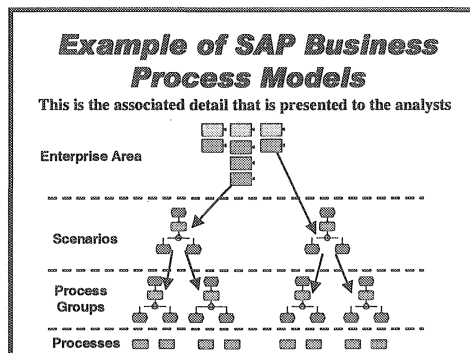 Example of SAP Business
Process Models
This is the associated detail that is presented to the analysts
Enterprise Area
Scenarios
Process
Groups
Processes